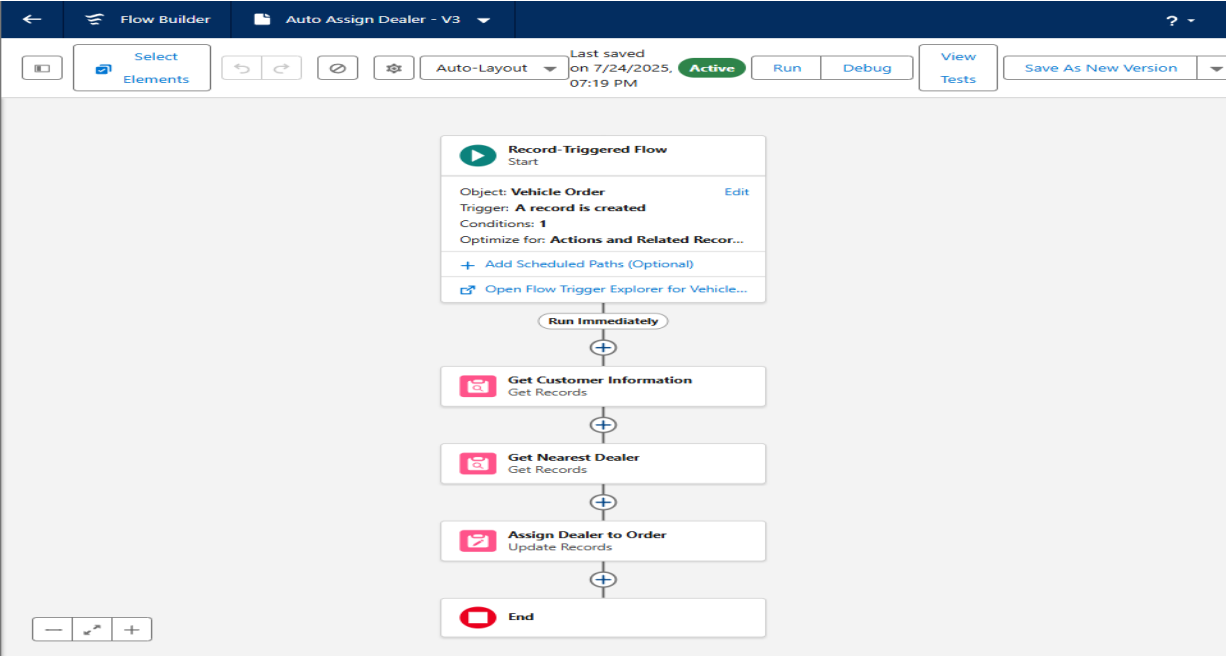 Flow Builder
Auto Assign Dealer - V3
?
Select Elements
Auto-Layout
Last saved
on 7/24/2025,
07:19 PM
Active
Run
Debug
View Tests
Save As New Version
Record-Triggered Flow
Start
Object: Vehicle Order
Edit
Trigger: A record is created
Conditions: 1
Optimize for: Actions and Related Recor...
+ Add Scheduled Paths (Optional)
Open Flow Trigger Explorer for Vehicle...
Run Immediately
Get Customer Information
Get Records
Get Nearest Dealer
Get Records
Assign Dealer to Order
Update Records
End